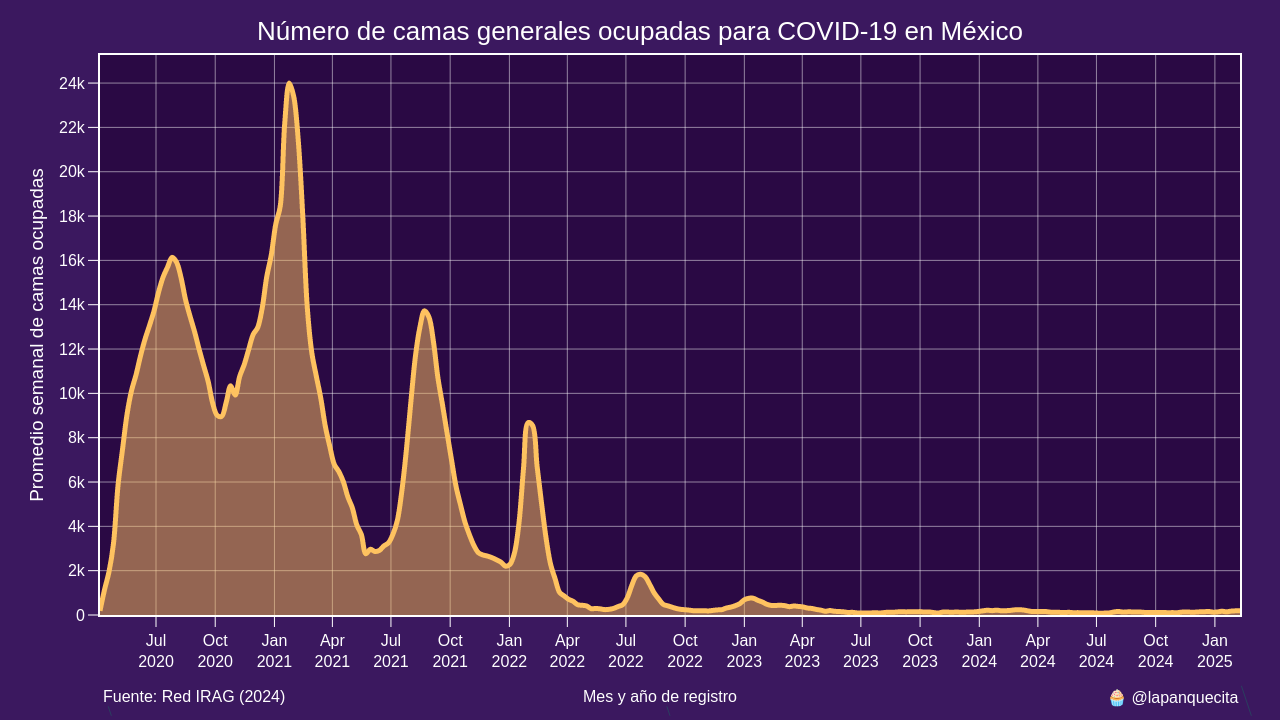 Número de camas generales ocupadas para COVID-19 en México
Promedio semanal de camas ocupadas
24k
22k
20k
18k
16k
14k
12k
10k
8k
6k
4k
2k
0
Jul Oct Jan Apr Jul Oct Jan Apr Jul Oct Jan Apr Jul Oct Jan Apr Jul Oct Jan
2020 2020 2021 2021 2021 2021 2022 2022 2022 2022 2023 2023 2023 2023 2024 2024 2024 2024 2025
Fuente: Red IRAG (2024) Mes y año de registro 🧁 @lapanquecita